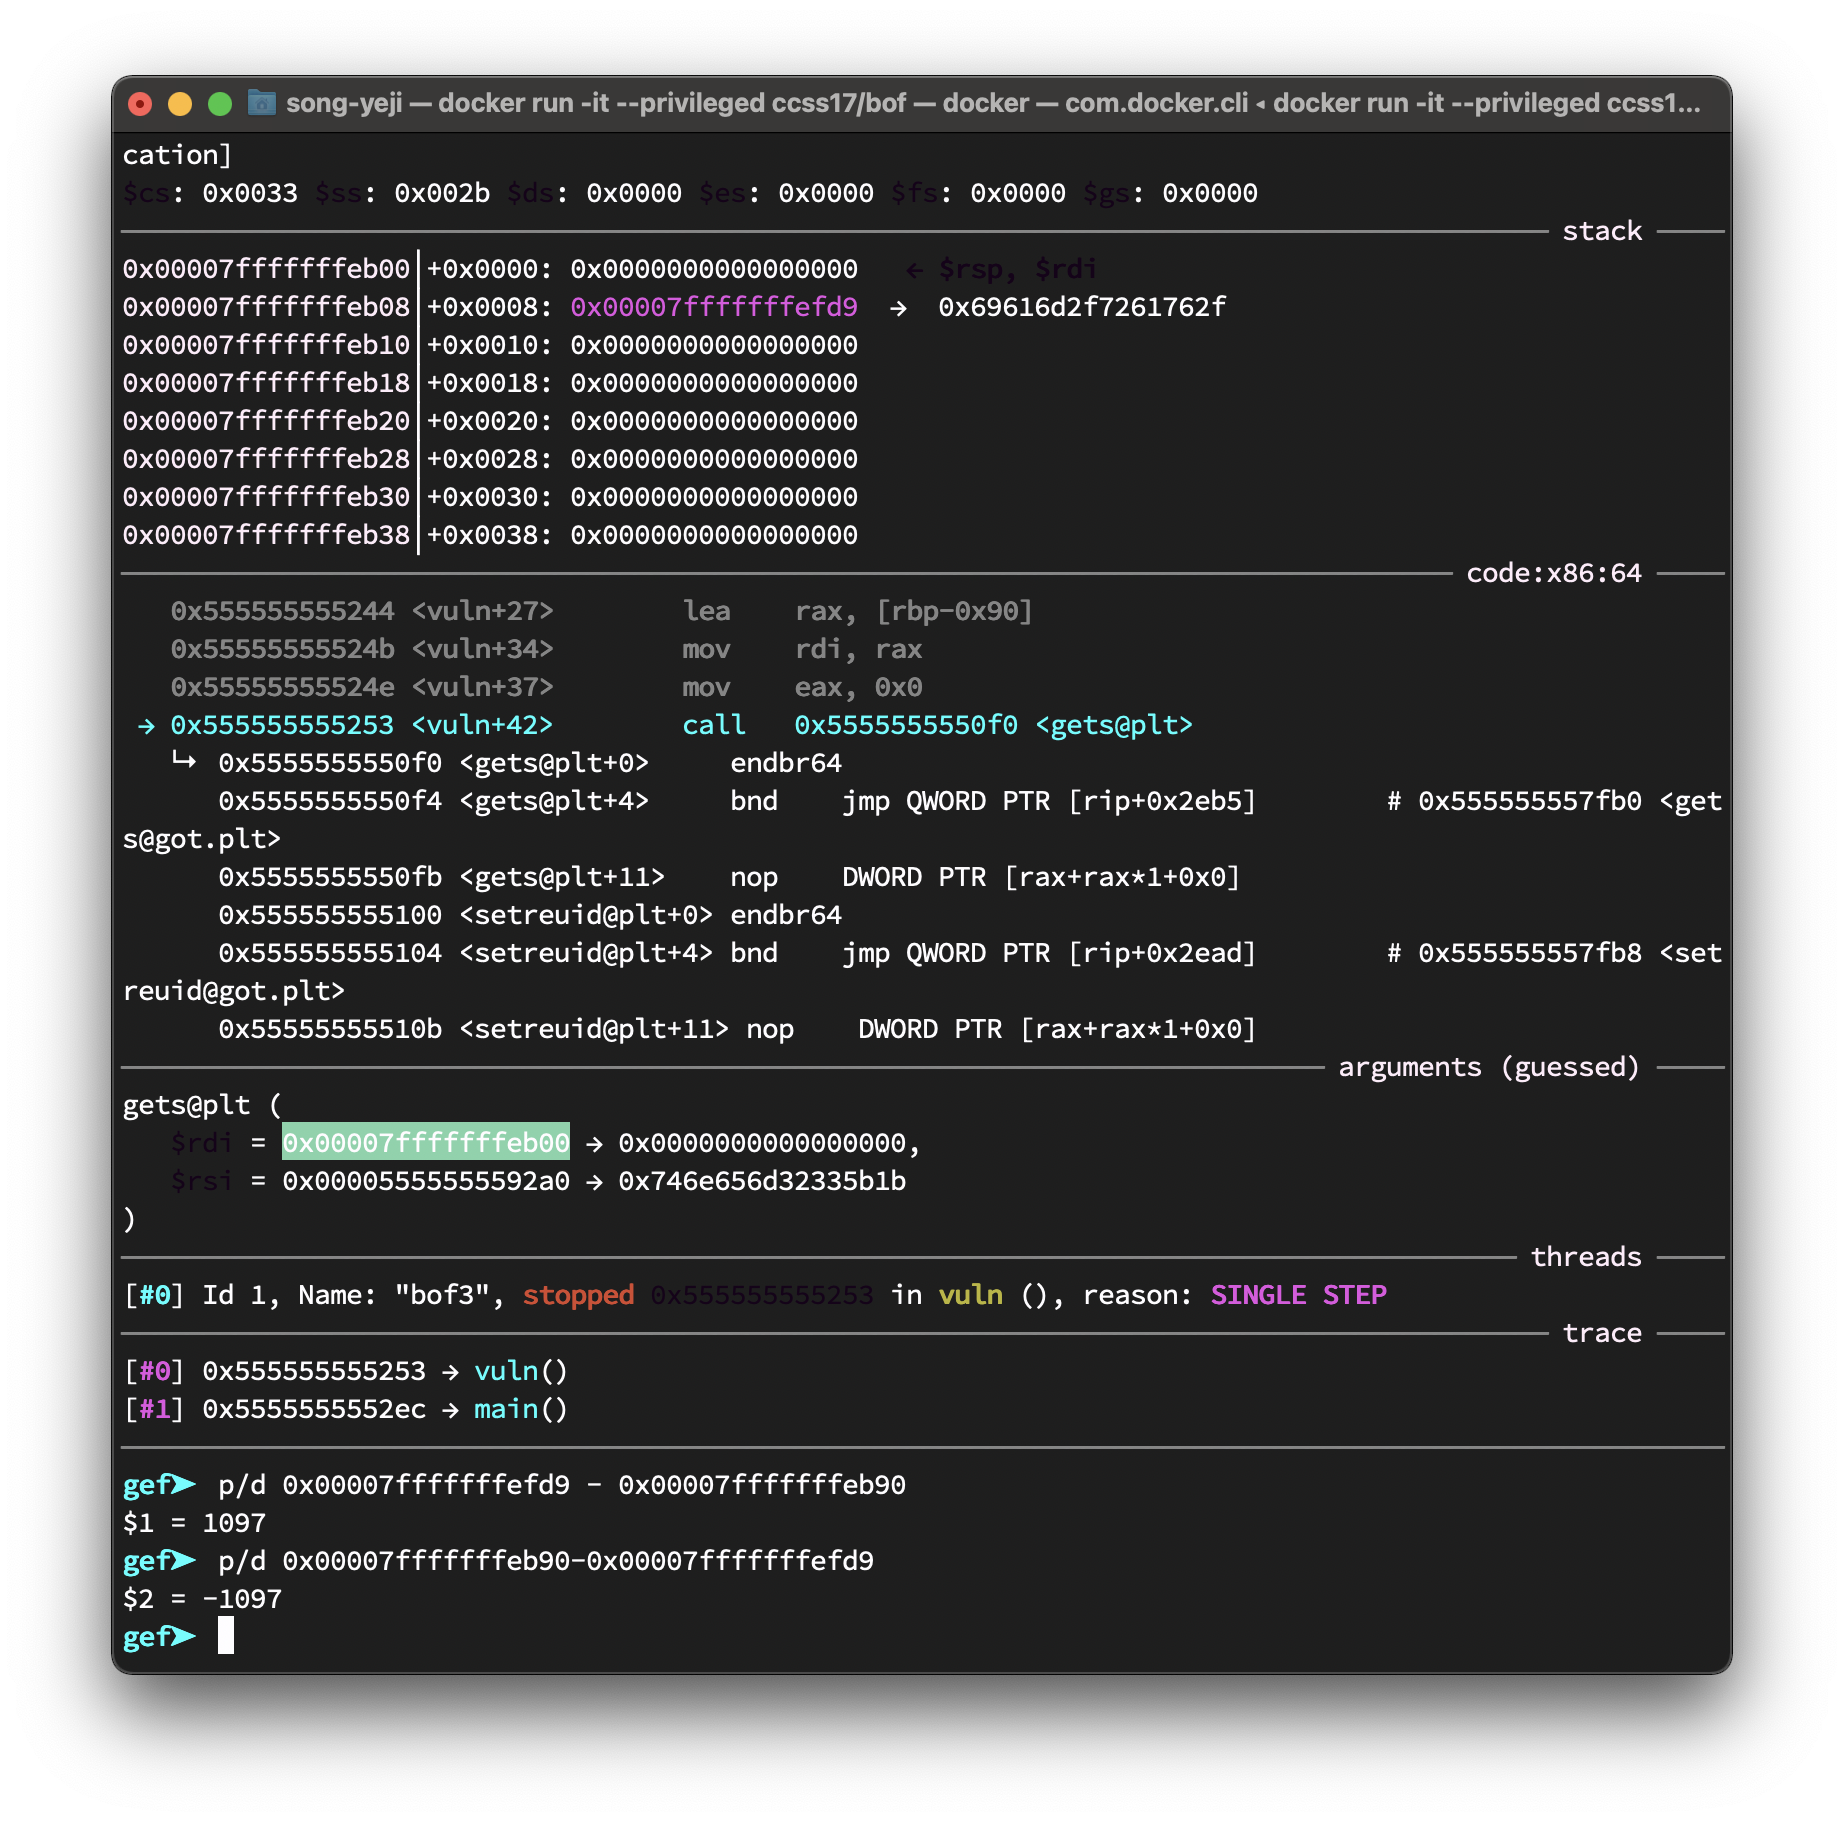 song-yeji — docker run -it --privileged ccss17/bof — docker — com.docker.cli ◂ docker run -it --privileged ccss1...
cation]
$cs: 0x0033 $ss: 0x002b $ds: 0x0000 $es: 0x0000 $fs: 0x0000 $gs: 0x0000
stack
0x00007fffffffeb00│+0x0000: 0x0000000000000000   ← $rsp, $rdi
0x00007fffffffeb08│+0x0008: 0x00007fffffffefd9  →  0x69616d2f7261762f
0x00007fffffffeb10│+0x0010: 0x0000000000000000
0x00007fffffffeb18│+0x0018: 0x0000000000000000
0x00007fffffffeb20│+0x0020: 0x0000000000000000
0x00007fffffffeb28│+0x0028: 0x0000000000000000
0x00007fffffffeb30│+0x0030: 0x0000000000000000
0x00007fffffffeb38│+0x0038: 0x0000000000000000
code:x86:64
0x555555555244 <vuln+27>        lea    rax, [rbp-0x90]
0x55555555524b <vuln+34>        mov    rdi, rax
0x55555555524e <vuln+37>        mov    eax, 0x0
→ 0x555555555253 <vuln+42>        call   0x5555555550f0 <gets@plt>
↳ 0x5555555550f0 <gets@plt+0>     endbr64
0x5555555550f4 <gets@plt+4>     bnd    jmp QWORD PTR [rip+0x2eb5]        # 0x555555557fb0 <get
s@got.plt>
0x5555555550fb <gets@plt+11>    nop    DWORD PTR [rax+rax*1+0x0]
0x555555555100 <setreuid@plt+0> endbr64
0x555555555104 <setreuid@plt+4> bnd    jmp QWORD PTR [rip+0x2ead]        # 0x555555557fb8 <set
reuid@got.plt>
0x55555555510b <setreuid@plt+11> nop    DWORD PTR [rax+rax*1+0x0]
arguments (guessed)
gets@plt (
$rdi = 0x00007fffffffeb00 → 0x0000000000000000,
$rsi = 0x00005555555592a0 → 0x746e656d32335b1b
)
threads
[#0] Id 1, Name: "bof3", stopped 0x555555555253 in vuln (), reason: SINGLE STEP
trace
[#0] 0x555555555253 → vuln()
[#1] 0x5555555552ec → main()
gef➤  p/d 0x00007fffffffefd9 - 0x00007fffffffeb90
$1 = 1097
gef➤  p/d 0x00007fffffffeb90-0x00007fffffffefd9
$2 = -1097
gef➤